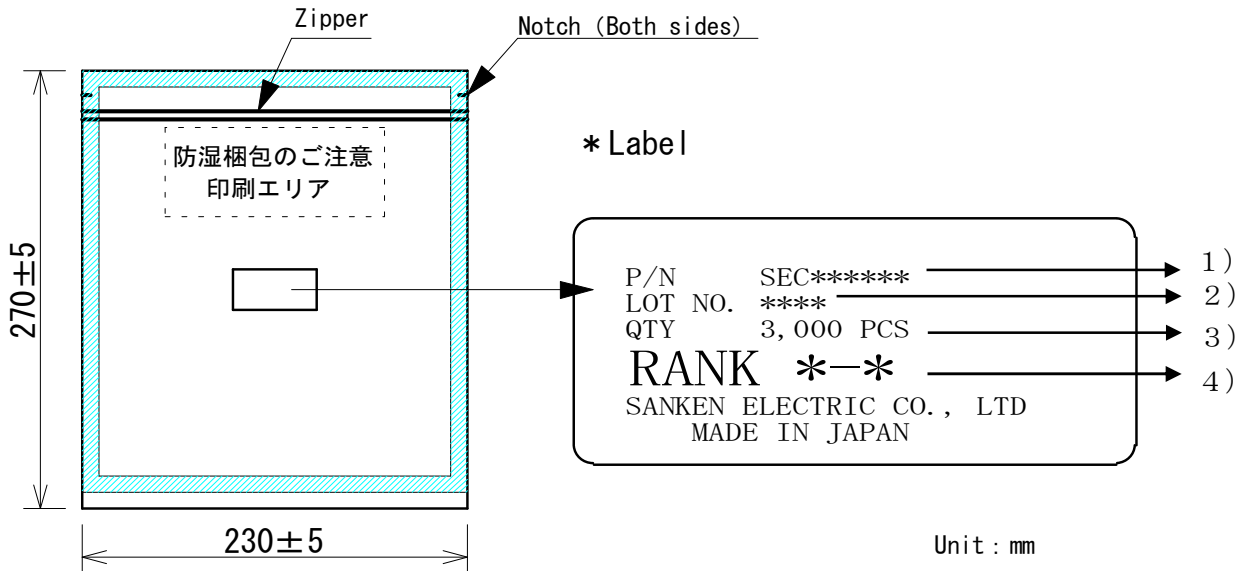 Zipper
Notch (Both sides)
防湿梱包のご注意
印刷エリア
270±5
230±5
*Label
P/N SEC******
LOT NO. ****
QTY 3,000 PCS
RANK *−*
SANKEN ELECTRIC CO., LTD
MADE IN JAPAN
1)
2)
3)
4)
Unit : mm